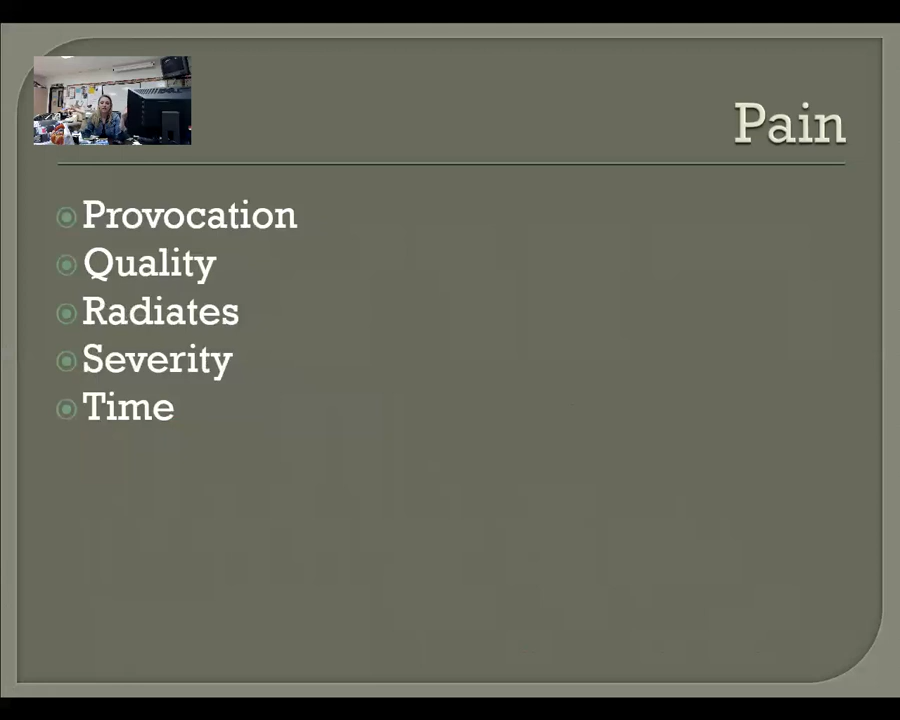 Pain
Provocation
Quality
Radiates
Severity
Time